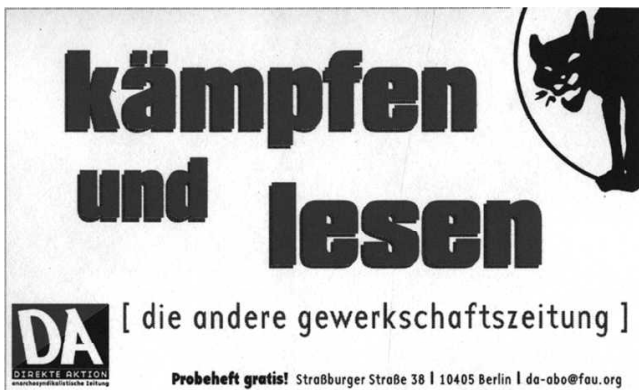 kämpfen
und
lesen
[ die andere gewerkschaftszeitung ]
DA
DIREKTE AKTION
anarchosyndikalistische Zeitung
Probeheft gratis! Straßburger Straße 38 | 10405 Berlin | da-abo@fau.org